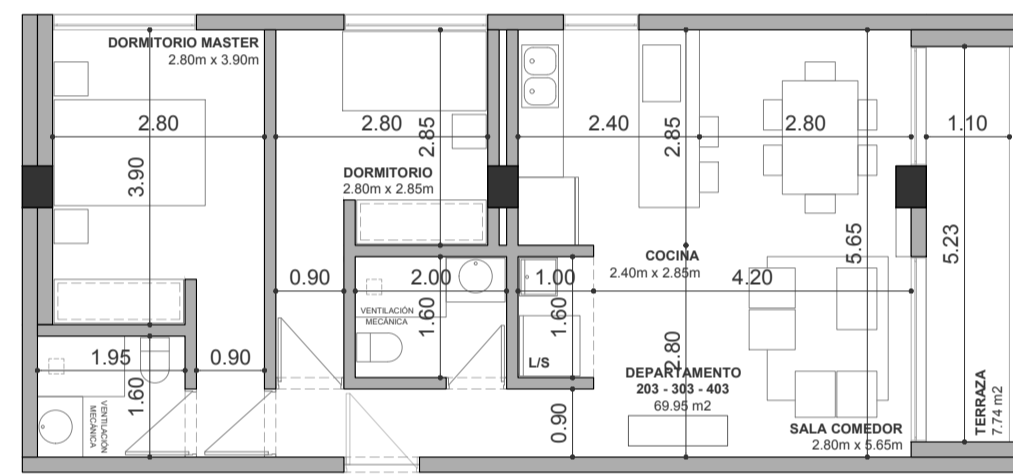 DORMITORIO MASTER
2.80m x 3.90m
2.80
3.90
2.80
2.85
DORMITORIO
2.80m x 2.85m
2.40
2.85
2.80
1.10
5.65
5.23
COCINA
2.40m x 2.85m
0.90
2.00
1.00
4.20
VENTILACIÓN
MECÁNICA
1.60
1.60
L/S
2.80
DEPARTAMENTO
203 - 303 - 403
69.95 m2
1.95
0.90
1.60
VENTILACIÓN
MECÁNICA
0.90
SALA COMEDOR
2.80m x 5.65m
TERRAZA
7.74 m2